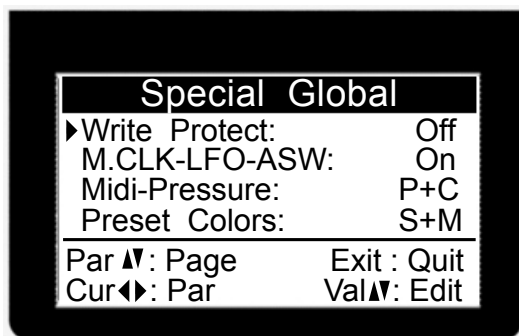 Special Global
Write Protect: Off
M.CLK-LFO-ASW: On
Midi-Pressure: P+C
Preset Colors: S+M
Par : Page Exit : Quit
Cur : Par Val : Edit